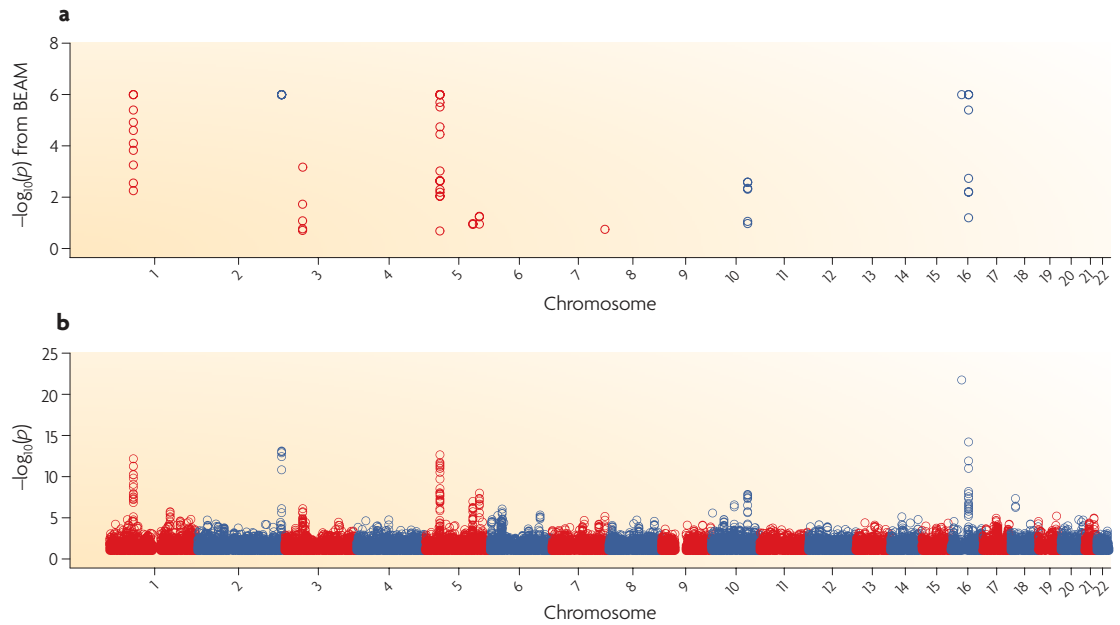 a
8
6
4
2
0
–log₁₀(p) from BEAM
1 2 3 4 5 6 7 8 9 10 11 12 13 14 15 16 17 18 19 20 21 22
Chromosome
b
25
20
15
10
5
0
–log₁₀(p)
1 2 3 4 5 6 7 8 9 10 11 12 13 14 15 16 17 18 19 20 21 22
Chromosome